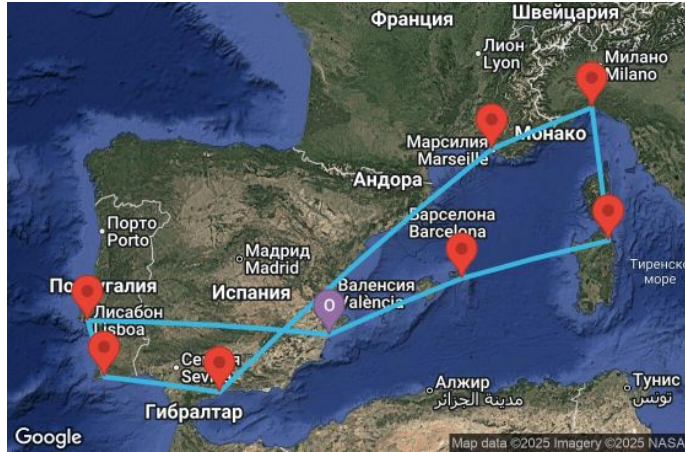 Франция
Швейцария
Лион
Lyon
Милано
Milano
Монако
Марсилия
Marseille
Андора
Барселона
Barcelona
Порто
Porto
Мадрид
Madrid
Тиренско
море
Португалия
Испания
Валенсия
València
O
Лисабон
Lisboa
Севиля
Sevilla
Гибралтар
Алжир
مدينة الجزائر
Тунис
تونس
Google
Map data ©2025 Imagery ©2025 NASA